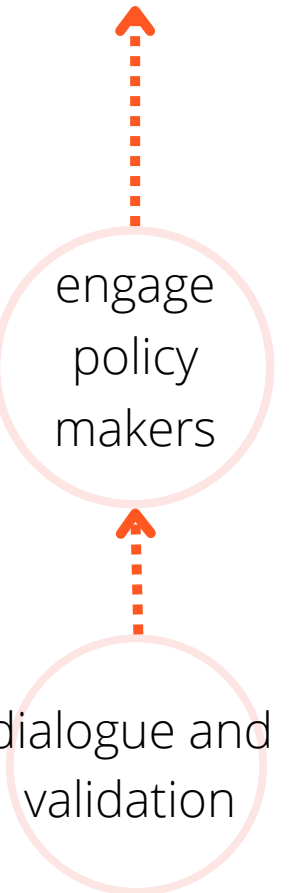 engage
policy
makers
dialogue and
validation